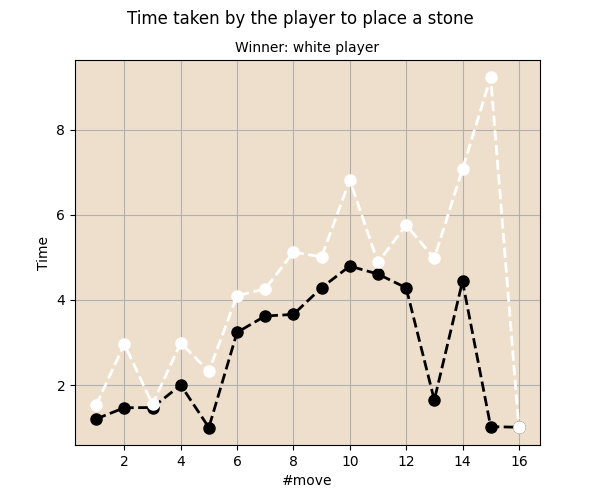 Time taken by the player to place a stone
Winner: white player
8
6
4
2
Time
2 4 6 8 10 12 14 16
#move